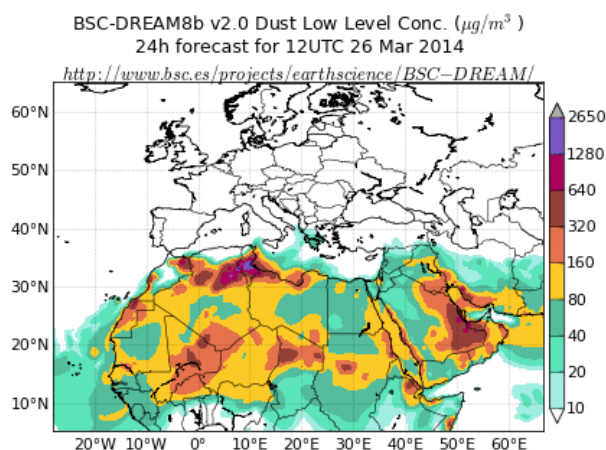 BSC-DREAM8b v2.0 Dust Low Level Conc. (μg/m³ )
24h forecast for 12UTC 26 Mar 2014
http://www.bsc.es/projects/earthscience/BSC−DREAM/
60°N
50°N
40°N
30°N
20°N
10°N
20°W 10°W 0° 10°E 20°E 30°E 40°E 50°E 60°E
2650
1280
640
320
160
80
40
20
10